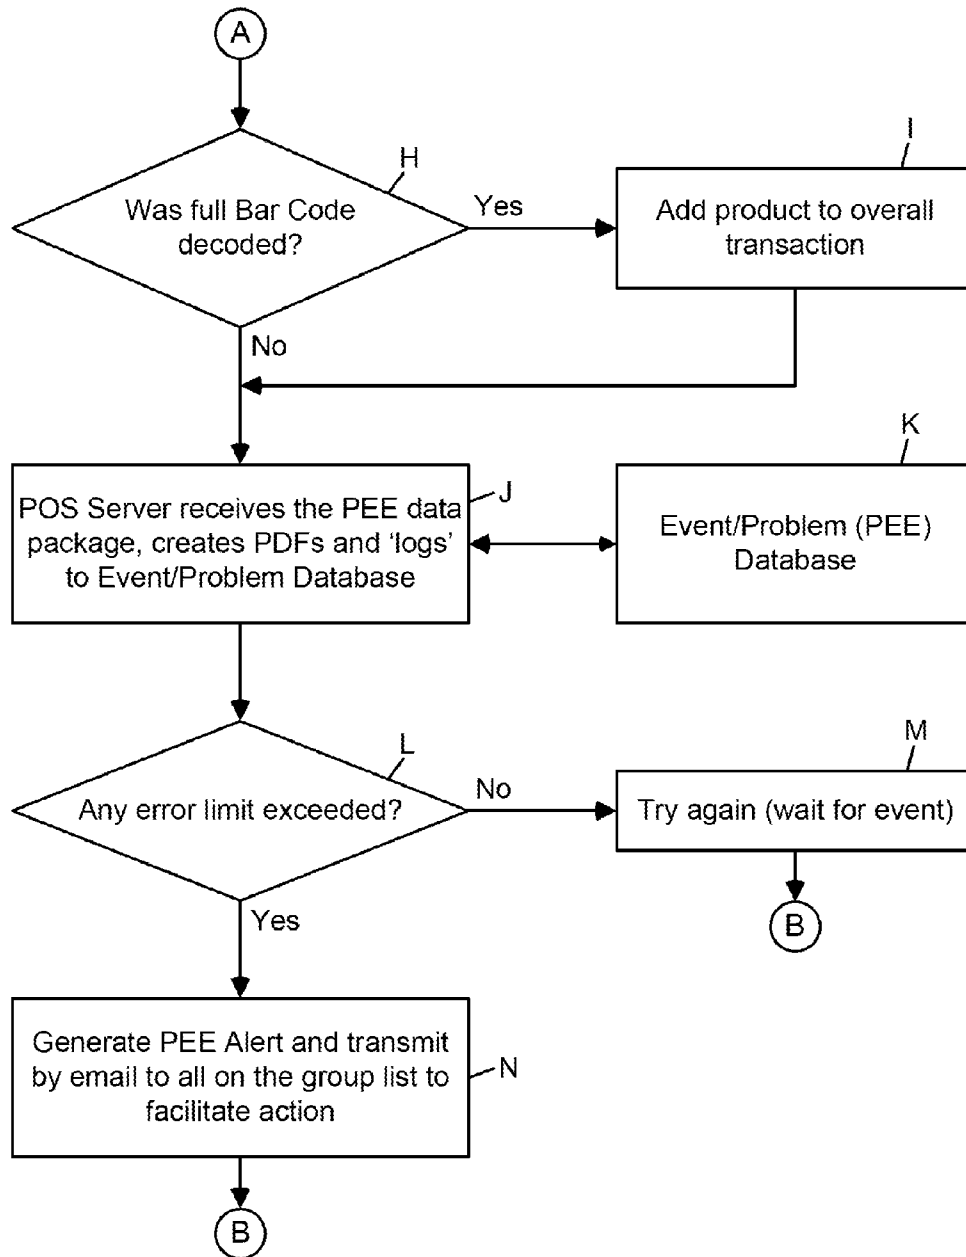 A
H
I
Was full Bar Code
decoded?
Yes
Add product to overall
transaction
No
K
J
POS Server receives the PEE data
package, creates PDFs and ‘logs’
to Event/Problem Database
Event/Problem (PEE)
Database
L
M
Any error limit exceeded?
No
Try again (wait for event)
Yes
B
Generate PEE Alert and transmit
by email to all on the group list to
facilitate action
N
B